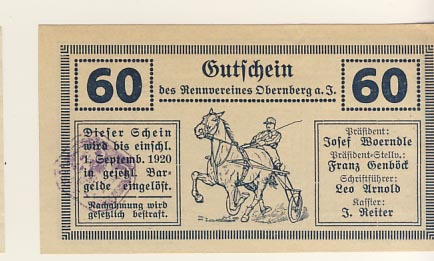 60
Gutschein
des Rennvereines Obernberg a. I.
60
Dieser Schein
wird bis einschl.
1. Septemb. 1920
in gesetzl. Bar-
gelde eingelöst.
Nachahmung wird
gesetzlich bestraft.
Präsident:
Josef Woerndle
Präsident-Stelln.:
Franz Genböck
Schriftführer:
Leo Arnold
Kassier:
J. Reiter